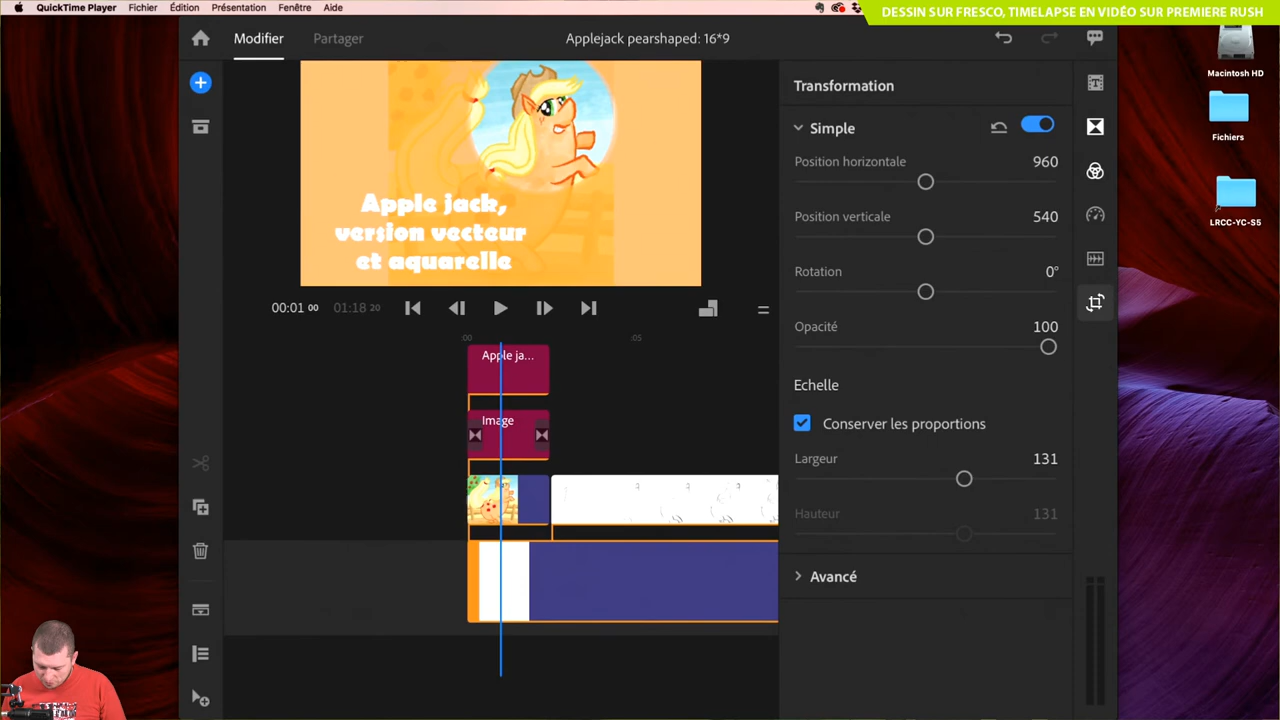 QuickTime Player Fichier Édition Présentation Fenêtre Aide
DESSIN SUR FRESCO, TIMELAPSE EN VIDÉO SUR PREMIERE RUSH
Modifier Partager Applejack pearshaped: 16*9
Macintosh HD
Fichiers
LRCC-YC-S5
Apple jack,
version vecteur
et aquarelle
00:01 00 01:18 20
:00 :05
Apple ja...
Image
Transformation
Simple
Position horizontale 960
Position verticale 540
Rotation 0°
Opacité 100
Echelle
Conserver les proportions
Largeur 131
Hauteur 131
Avancé